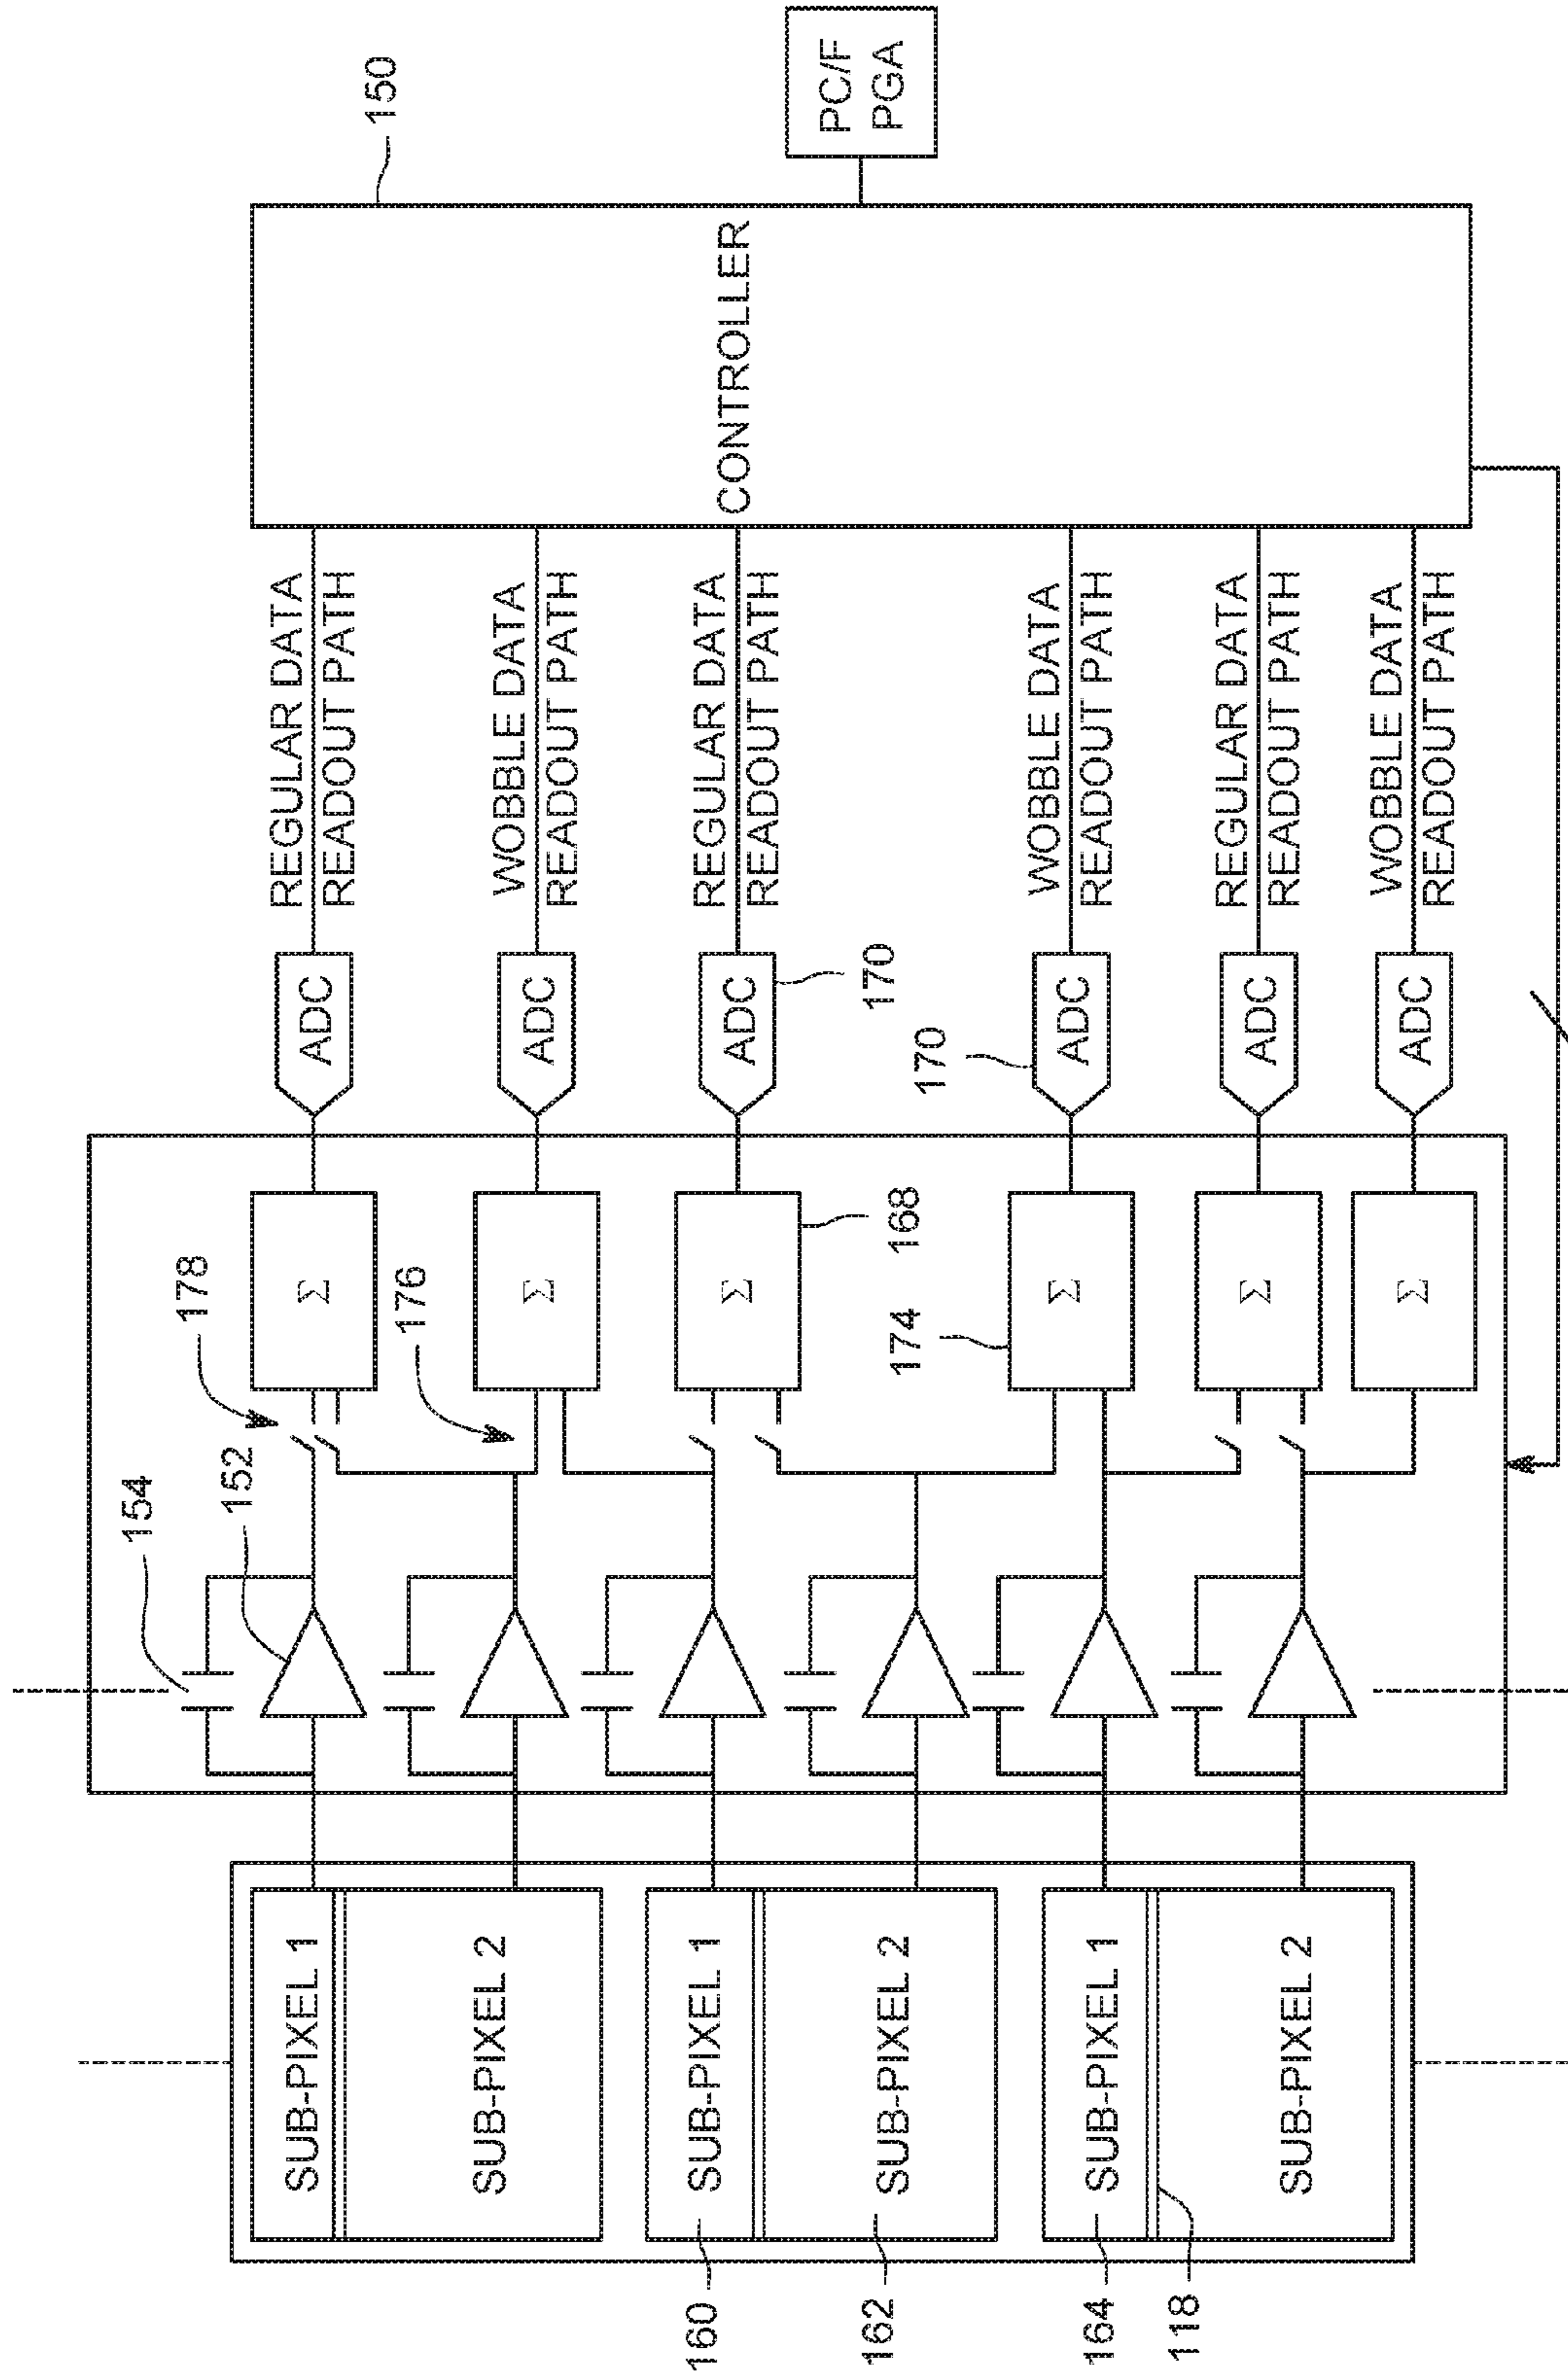 SUB-PIXEL 1
SUB-PIXEL 2
SUB-PIXEL 1
SUB-PIXEL 2
SUB-PIXEL 1
SUB-PIXEL 2
160
162
164
118
154
152
178
176
Σ
Σ
Σ
Σ
Σ
Σ
168
174
ADC
ADC
ADC
ADC
ADC
ADC
170
170
REGULAR DATA
READOUT PATH
WOBBLE DATA
READOUT PATH
REGULAR DATA
READOUT PATH
WOBBLE DATA
READOUT PATH
REGULAR DATA
READOUT PATH
WOBBLE DATA
READOUT PATH
CONTROLLER
150
PC/F
PGA